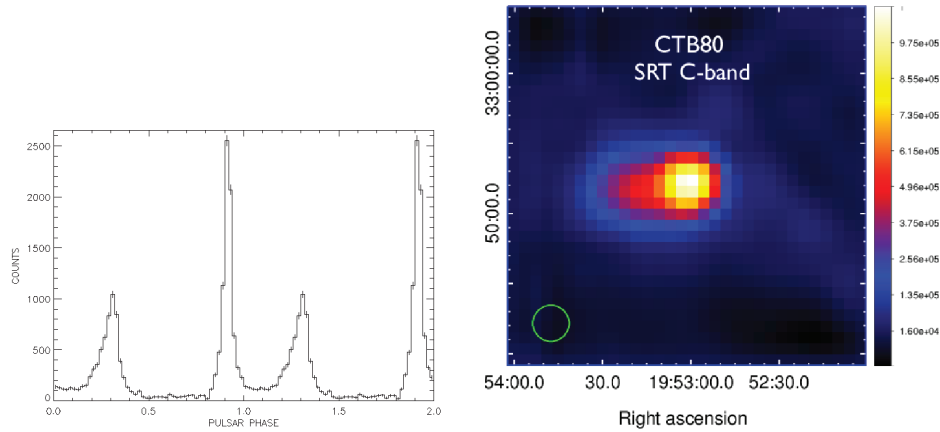 2500
2000
1500
1000
500
0
COUNTS
0.0 0.5 1.0 1.5 2.0
PULSAR PHASE
CTB80
SRT C-band
33:00:00.0
50:00.0
54:00.0 30.0 19:53:00.0 52:30.0
Right ascension
9.75e+05
8.55e+05
7.35e+05
6.15e+05
4.96e+05
3.75e+05
2.56e+05
1.35e+05
1.60e+04